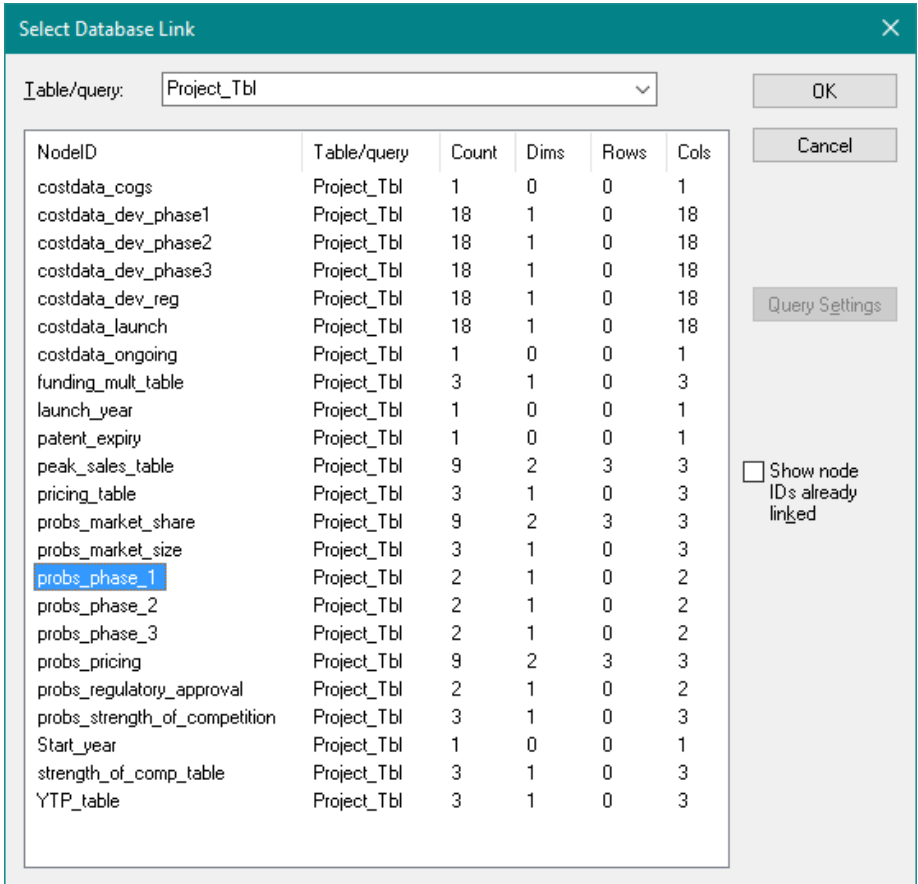 Select Database Link
Table/query: Project_Tbl
OK
Cancel
NodeID Table/query Count Dims Rows Cols
costdata_cogs Project_Tbl 1 0 0 1
costdata_dev_phase1 Project_Tbl 18 1 0 18
costdata_dev_phase2 Project_Tbl 18 1 0 18
costdata_dev_phase3 Project_Tbl 18 1 0 18
costdata_dev_reg Project_Tbl 18 1 0 18
costdata_launch Project_Tbl 18 1 0 18
costdata_ongoing Project_Tbl 1 0 0 1
funding_mult_table Project_Tbl 3 1 0 3
launch_year Project_Tbl 1 0 0 1
patent_expiry Project_Tbl 1 0 0 1
peak_sales_table Project_Tbl 9 2 3 3
pricing_table Project_Tbl 3 1 0 3
probs_market_share Project_Tbl 9 2 3 3
probs_market_size Project_Tbl 3 1 0 3
probs_phase_1 Project_Tbl 2 1 0 2
probs_phase_2 Project_Tbl 2 1 0 2
probs_phase_3 Project_Tbl 2 1 0 2
probs_pricing Project_Tbl 9 2 3 3
probs_regulatory_approval Project_Tbl 2 1 0 2
probs_strength_of_competition Project_Tbl 3 1 0 3
Start_year Project_Tbl 1 0 0 1
strength_of_comp_table Project_Tbl 3 1 0 3
YTP_table Project_Tbl 3 1 0 3
Query Settings
Show node
IDs already
linked